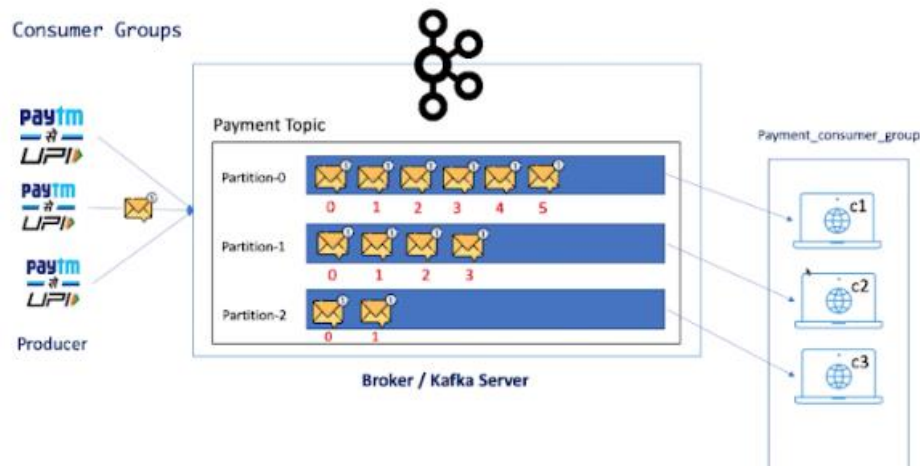 Consumer Groups
paytm
से
UPI
paytm
से
UPI
paytm
से
UPI
Producer
Payment Topic
Partition-0
0 1 2 3 4 5
Partition-1
0 1 2 3
Partition-2
0 1
Broker / Kafka Server
Payment_consumer_group
c1
c2
c3